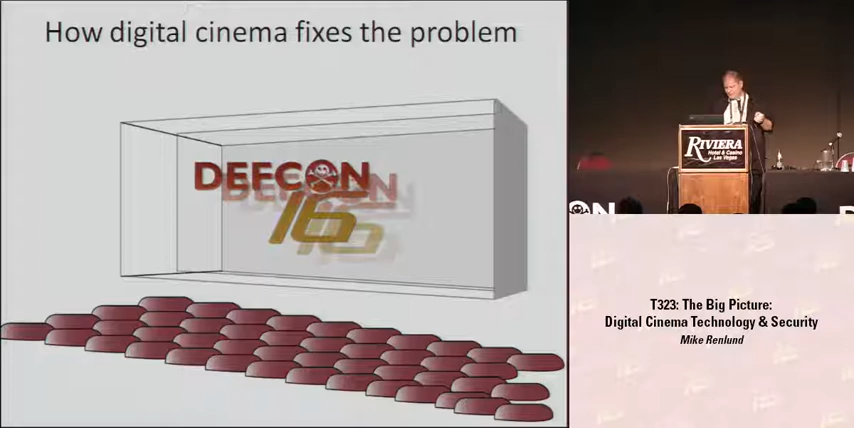 How digital cinema fixes the problem
DEFCON
16
RIVIERA
Hotel & Casino
Las Vegas
T323: The Big Picture:
Digital Cinema Technology & Security
Mike Renlund